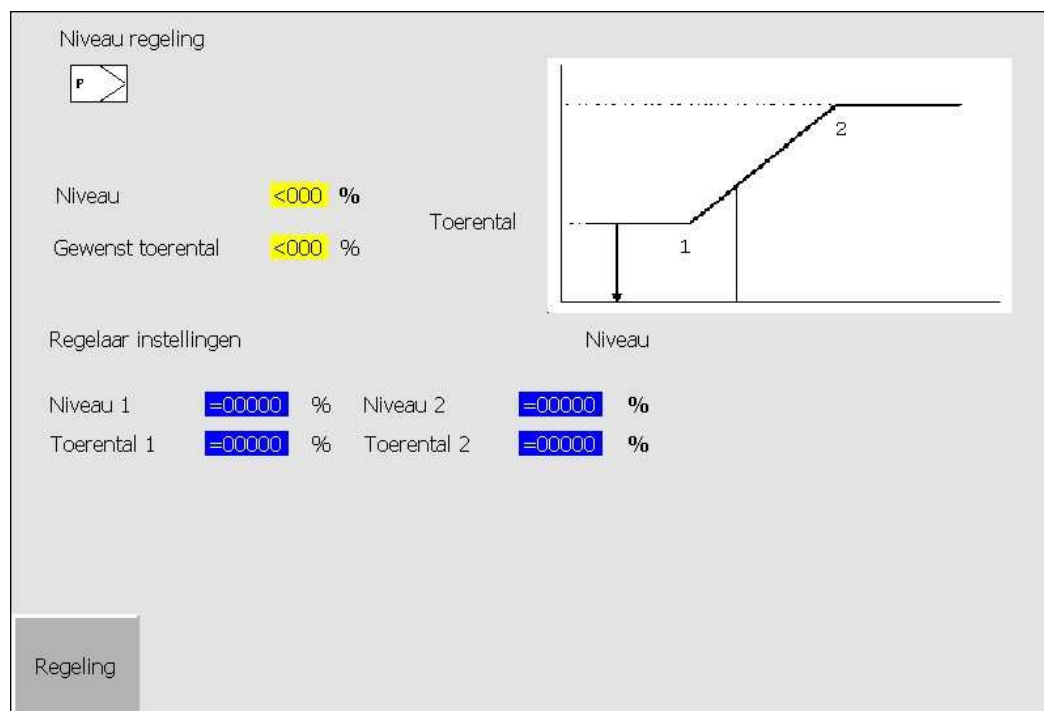 Niveau regeling
P
Niveau <000 %
Gewenst toerental <000 %
Toerental
1
2
Regelaar instellingen
Niveau
Niveau 1 =00000 % Niveau 2 =00000 %
Toerental 1 =00000 % Toerental 2 =00000 %
Regeling